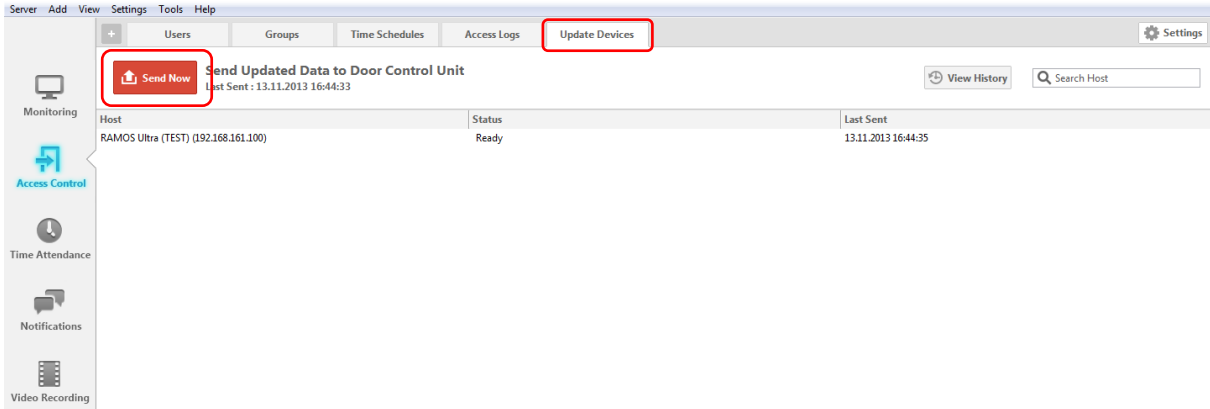 Server Add View Settings Tools Help
+ Users Groups Time Schedules Access Logs Update Devices Settings
Send Now
Send Updated Data to Door Control Unit
Last Sent : 13.11.2013 16:44:33
View History
Search Host
Host Status Last Sent
RAMOS Ultra (TEST) (192.168.161.100) Ready 13.11.2013 16:44:35
Monitoring
Access Control
Time Attendance
Notifications
Video Recording